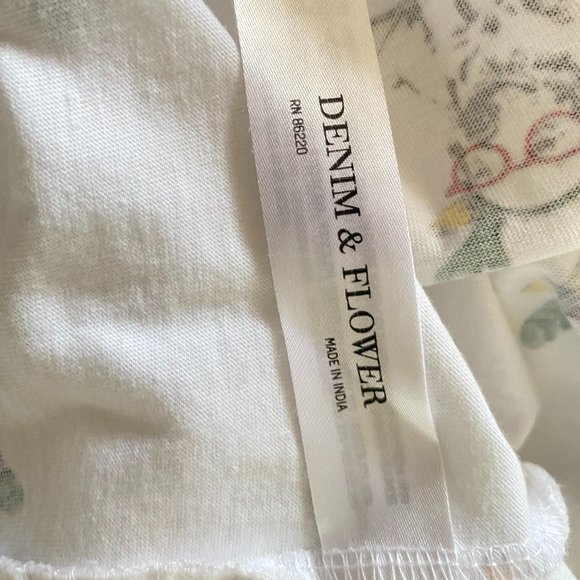 DENIM & FLOWER
RN 86220
MADE IN INDIA